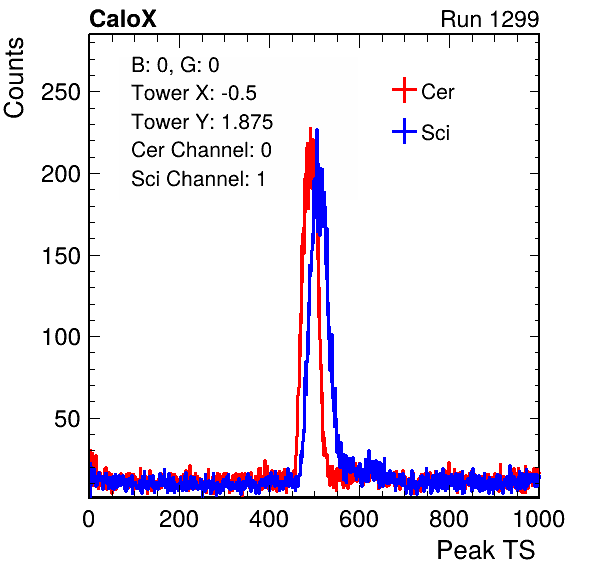 CaloX Run 1299
Counts
B: 0, G: 0
Tower X: -0.5
Tower Y: 1.875
Cer Channel: 0
Sci Channel: 1
Cer
Sci
250
200
150
100
50
0 200 400 600 800 1000
Peak TS